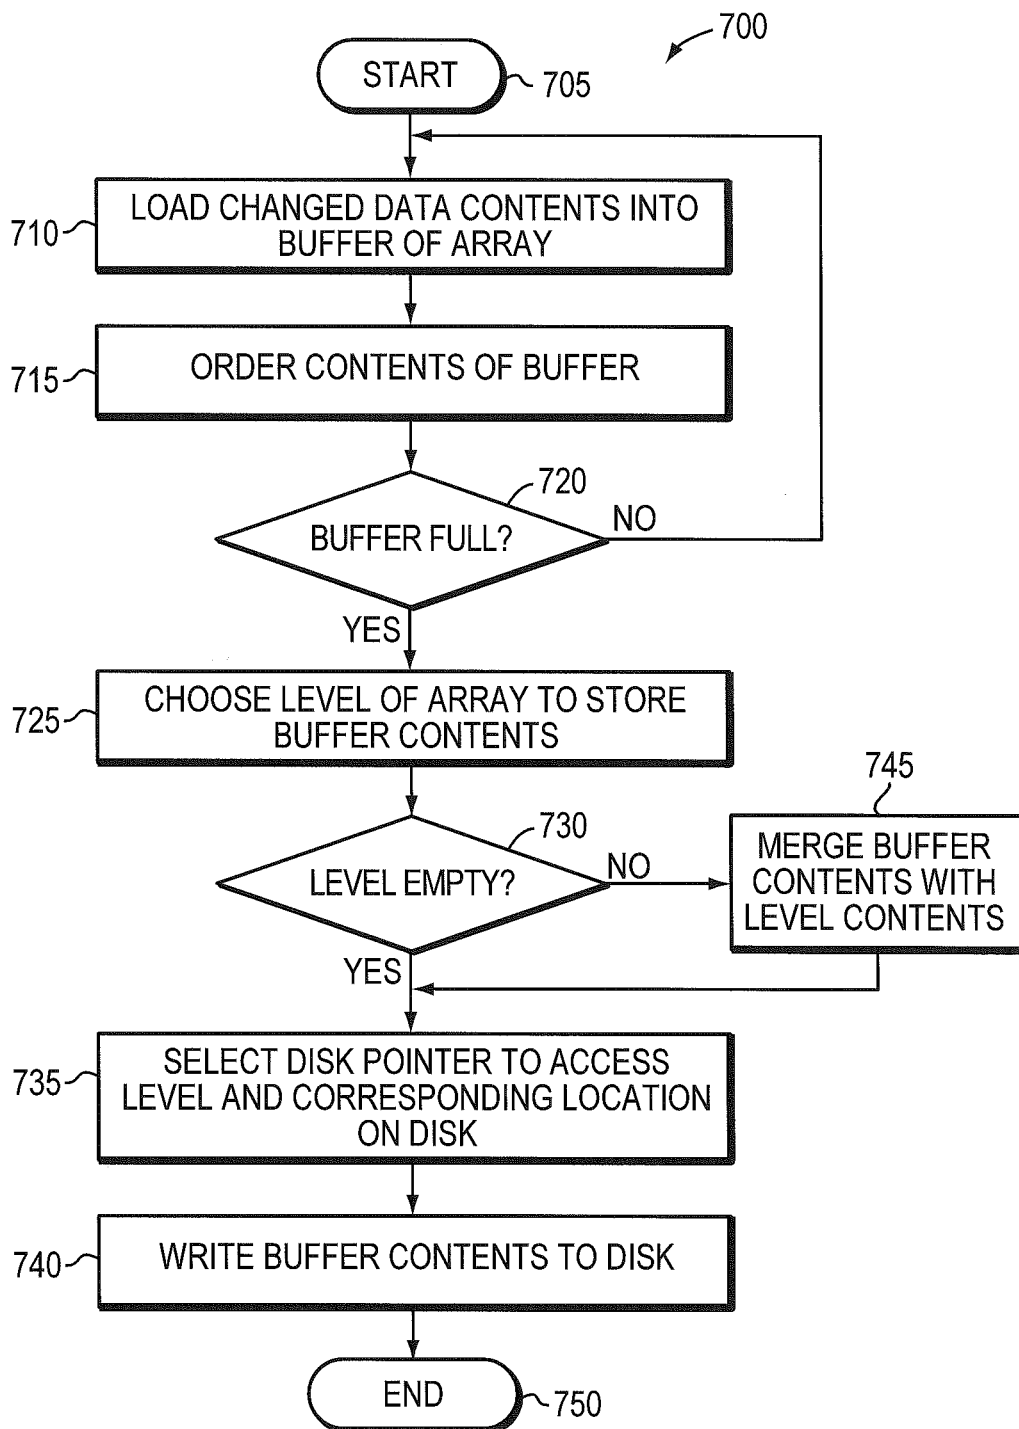 700
START
705
LOAD CHANGED DATA CONTENTS INTO
BUFFER OF ARRAY
710
ORDER CONTENTS OF BUFFER
715
720
BUFFER FULL?
NO
YES
CHOOSE LEVEL OF ARRAY TO STORE
BUFFER CONTENTS
725
730
LEVEL EMPTY?
NO
745
MERGE BUFFER
CONTENTS WITH
LEVEL CONTENTS
YES
SELECT DISK POINTER TO ACCESS
LEVEL AND CORRESPONDING LOCATION
ON DISK
735
WRITE BUFFER CONTENTS TO DISK
740
END
750